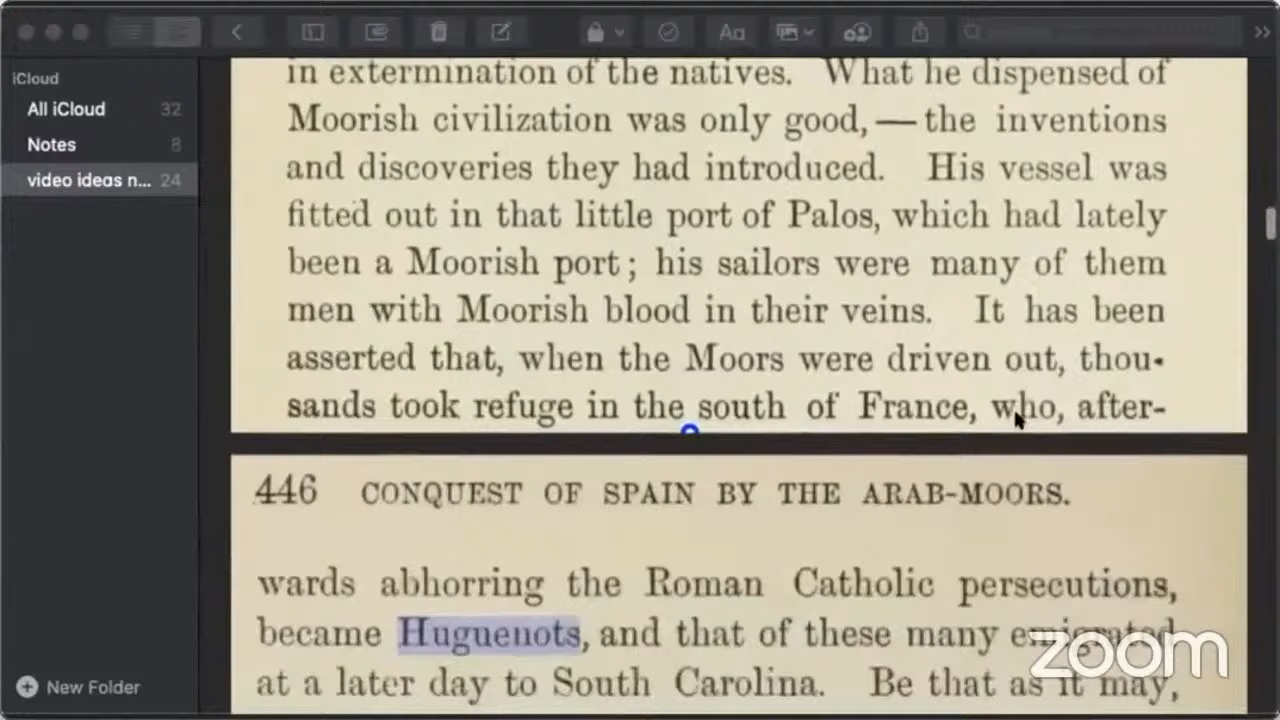 iCloud
All iCloud 32
Notes 8
video ideas n... 24
New Folder
Aa
in extermination of the natives. What he dispensed of
Moorish civilization was only good, — the inventions
and discoveries they had introduced. His vessel was
fitted out in that little port of Palos, which had lately
been a Moorish port; his sailors were many of them
men with Moorish blood in their veins. It has been
asserted that, when the Moors were driven out, thou-
sands took refuge in the south of France, who, after-
446 CONQUEST OF SPAIN BY THE ARAB-MOORS.
wards abhorring the Roman Catholic persecutions,
became Huguenots, and that of these many emigrated
at a later day to South Carolina. Be that as it may,
zoom